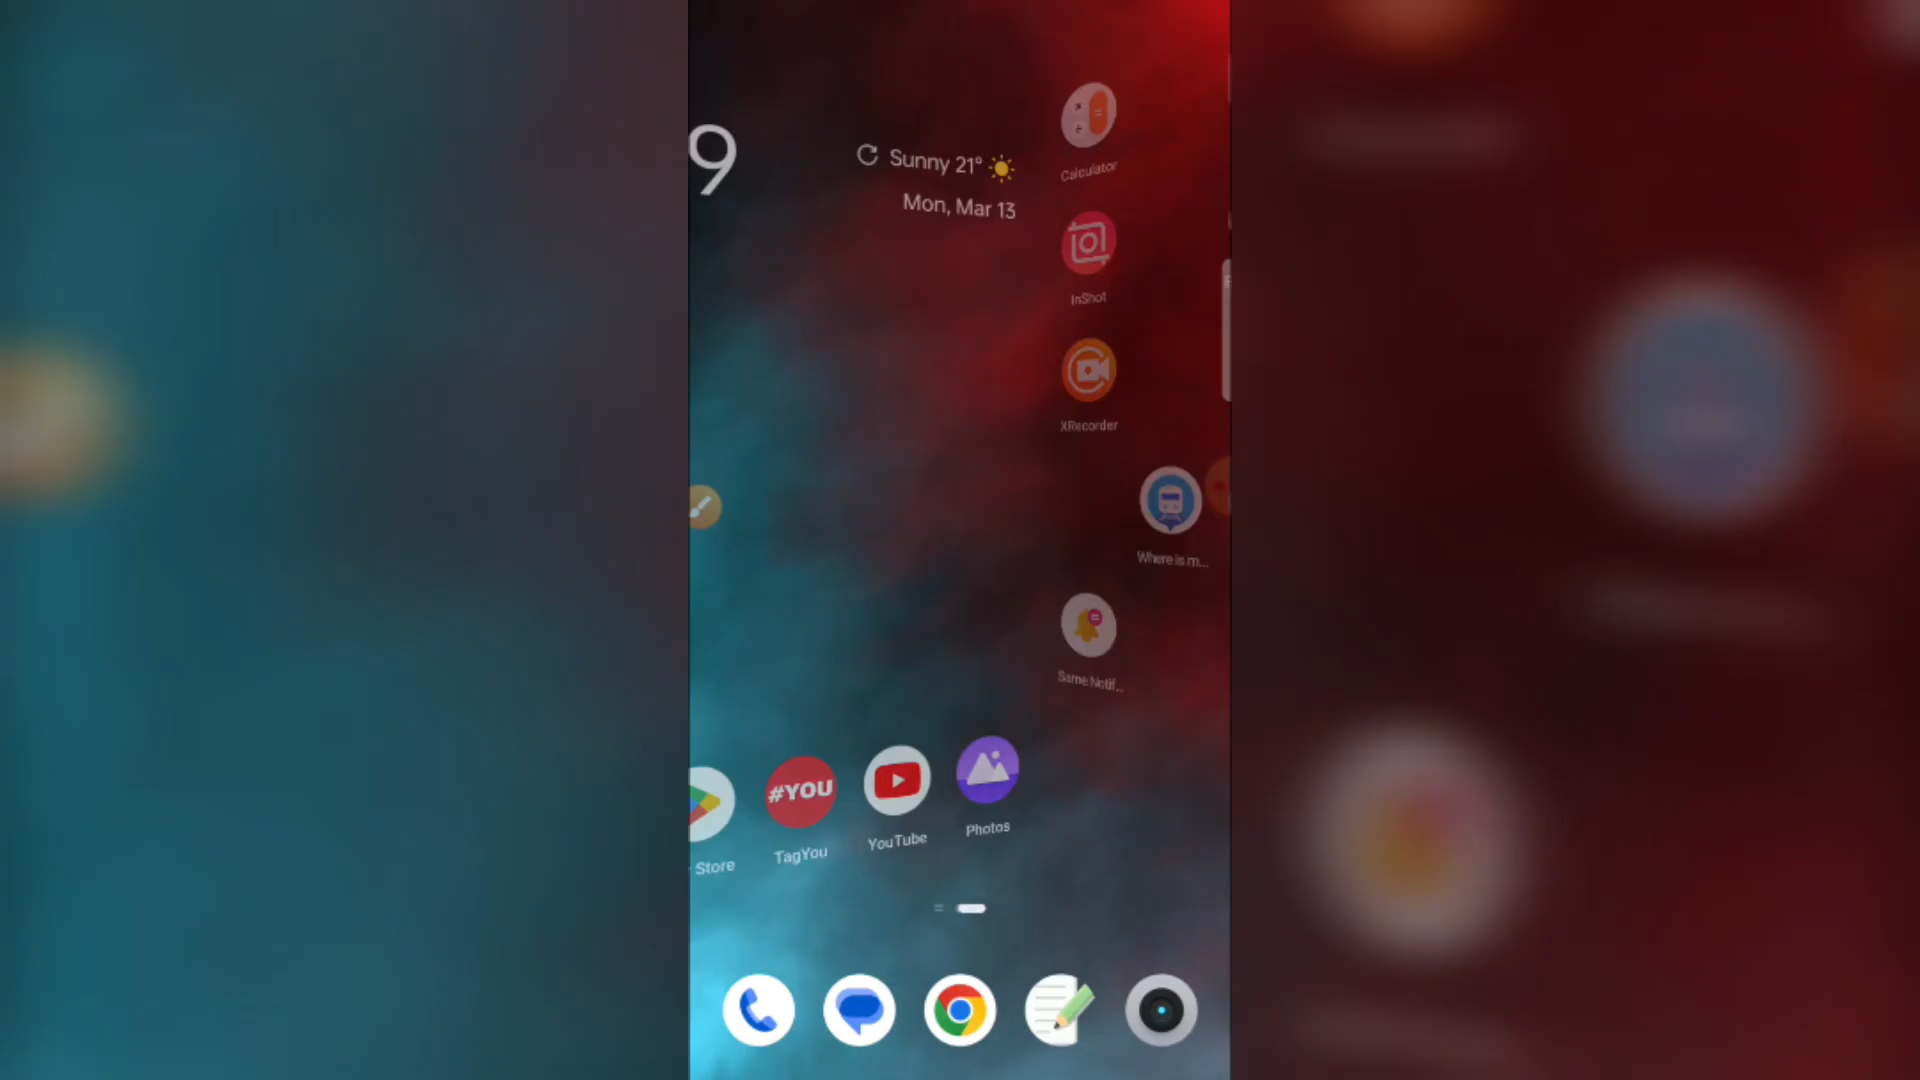 9
Sunny 21°
Mon, Mar 13
Calculator
InShot
XRecorder
Where is m...
Same Notif...
Store
#YOU
TagYou
YouTube
Photos